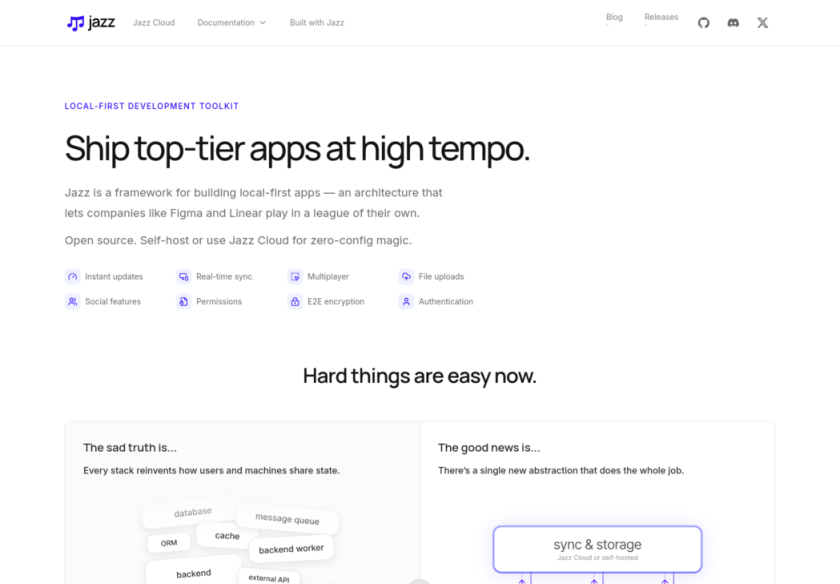 jazz
Jazz Cloud
Documentation
Built with Jazz
Blog
Releases
LOCAL-FIRST DEVELOPMENT TOOLKIT
Ship top-tier apps at high tempo.
Jazz is a framework for building local-first apps — an architecture that
lets companies like Figma and Linear play in a league of their own.
Open source. Self-host or use Jazz Cloud for zero-config magic.
Instant updates
Real-time sync
Multiplayer
File uploads
Social features
Permissions
E2E encryption
Authentication
Hard things are easy now.
The sad truth is...
Every stack reinvents how users and machines share state.
database
message queue
ORM
cache
backend worker
backend
external API
The good news is...
There's a single new abstraction that does the whole job.
sync & storage
Jazz Cloud or self-hosted